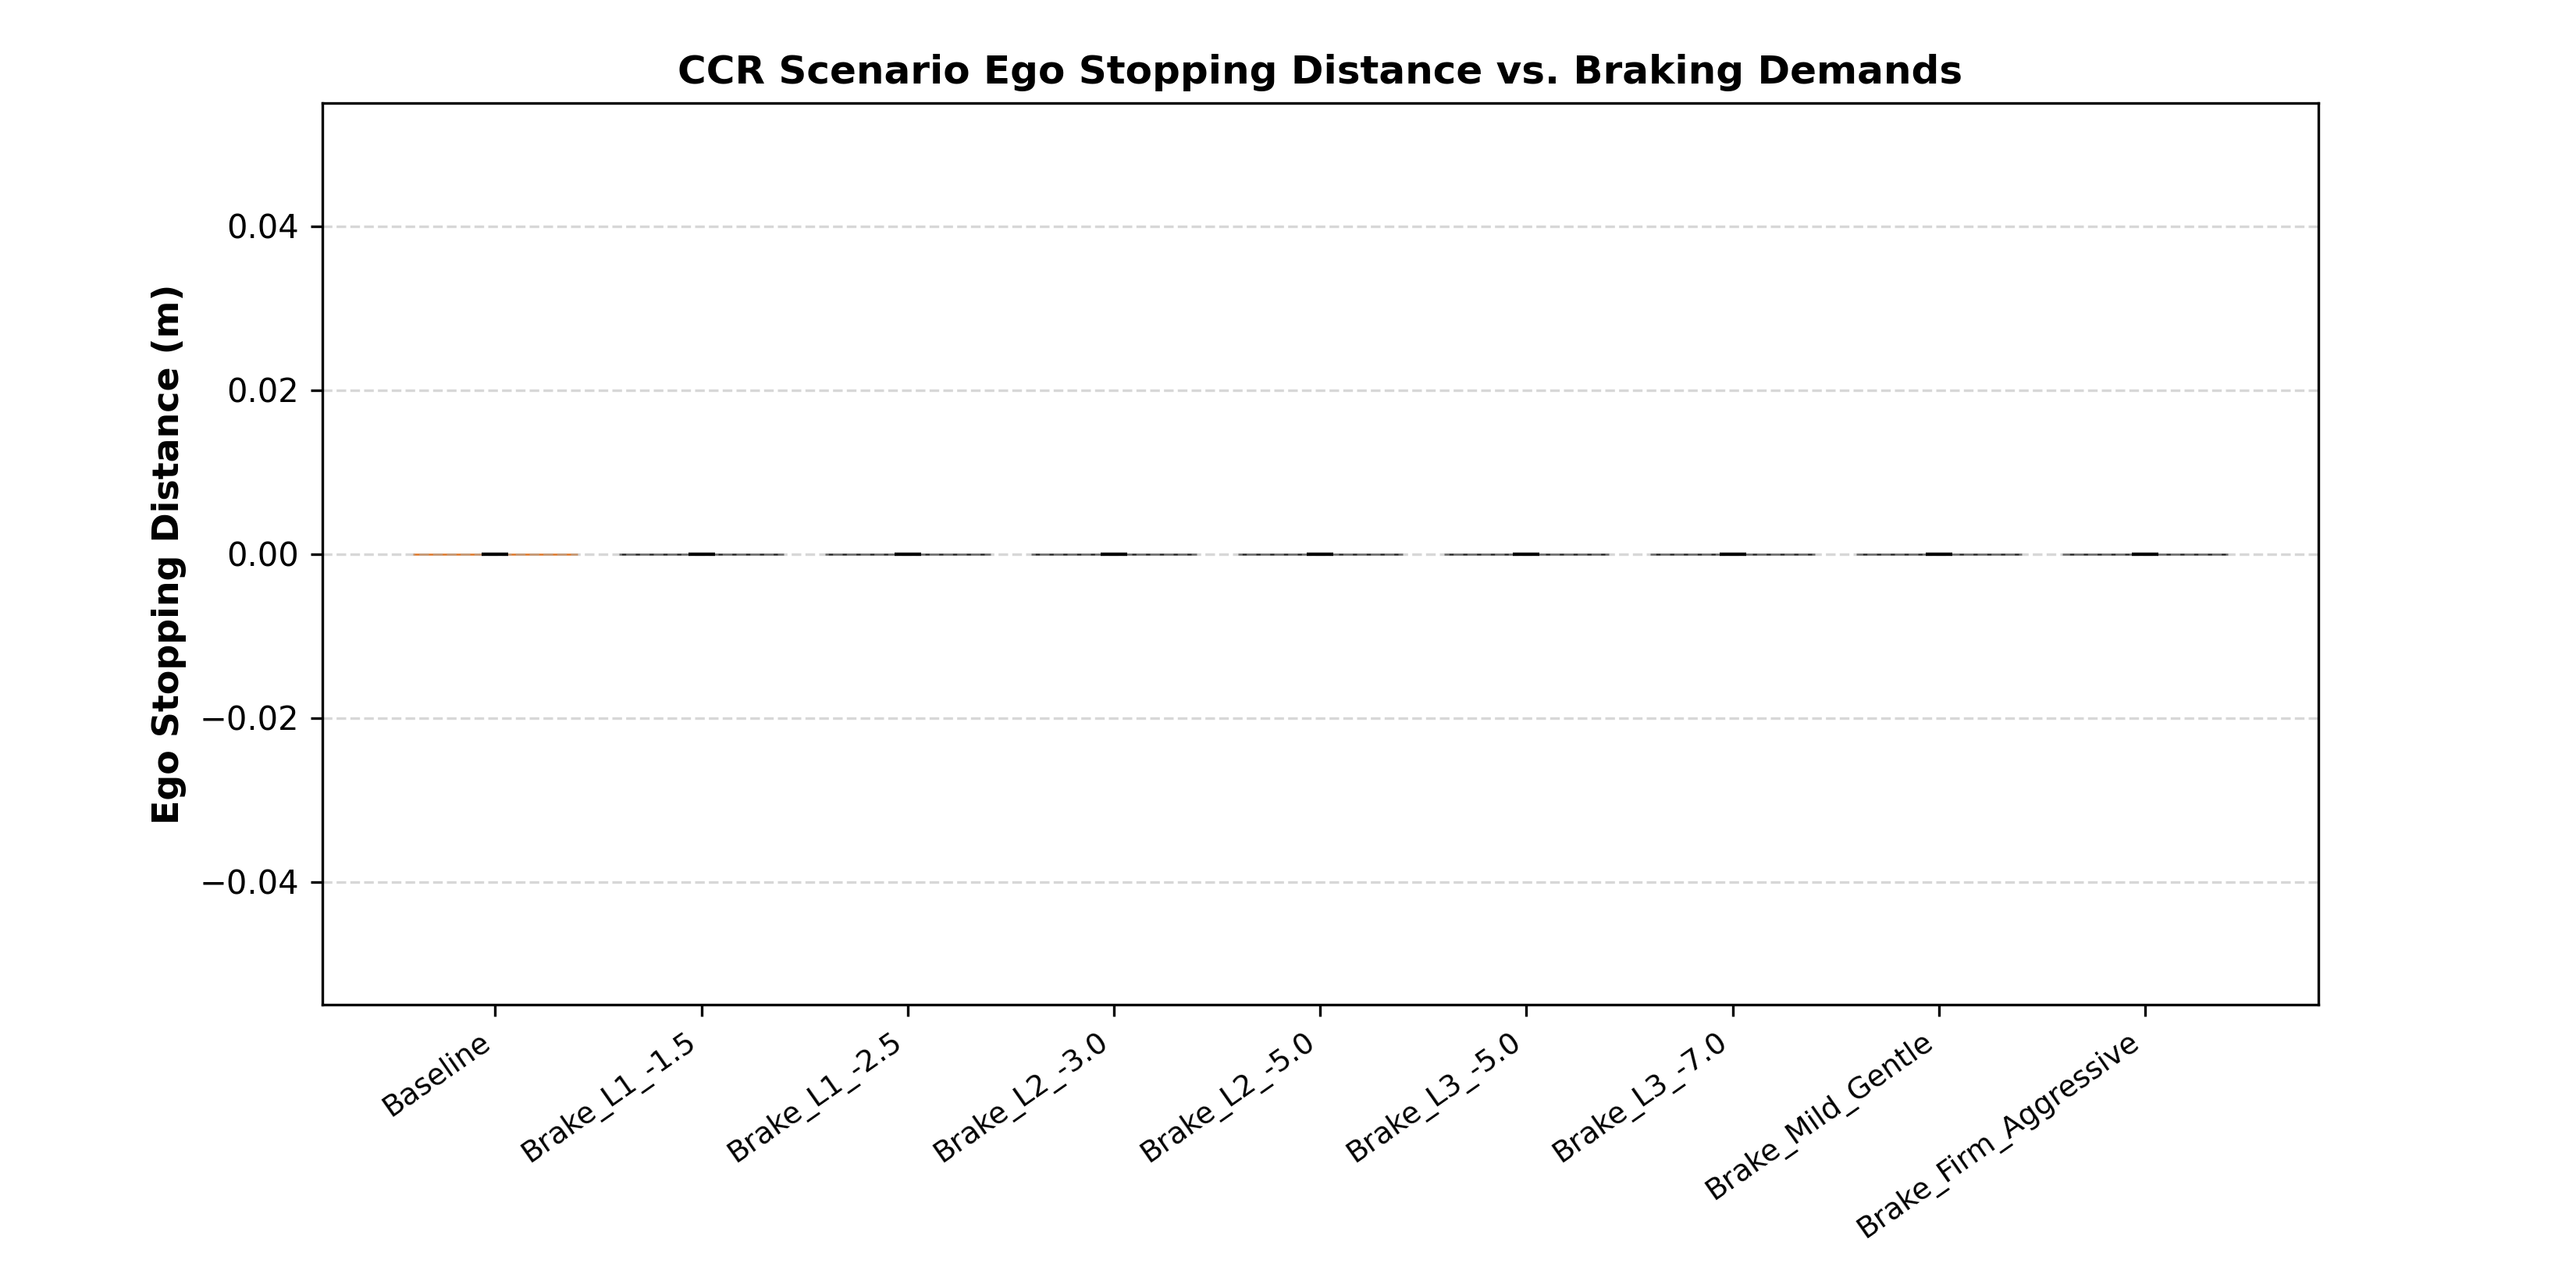 CCR Scenario Ego Stopping Distance vs. Braking Demands
Ego Stopping Distance (m)
0.04
0.02
0.00
−0.02
−0.04
Baseline
Brake_L1_-1.5
Brake_L1_-2.5
Brake_L2_-3.0
Brake_L2_-5.0
Brake_L3_-5.0
Brake_L3_-7.0
Brake_Mild_Gentle
Brake_Firm_Aggressive